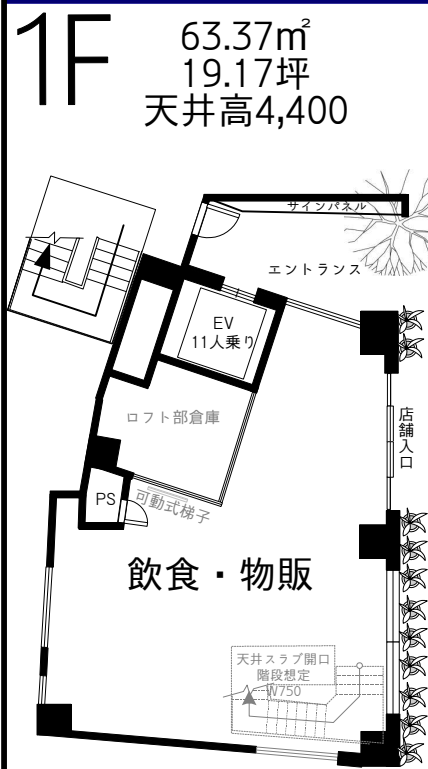 1F
63.37㎡
19.17坪
天井高4,400
サインパネル
エントランス
EV
11人乗り
店舗入口
ロフト部倉庫
PS
可動式梯子
飲食・物販
天井スラブ開口
階段想定
W750